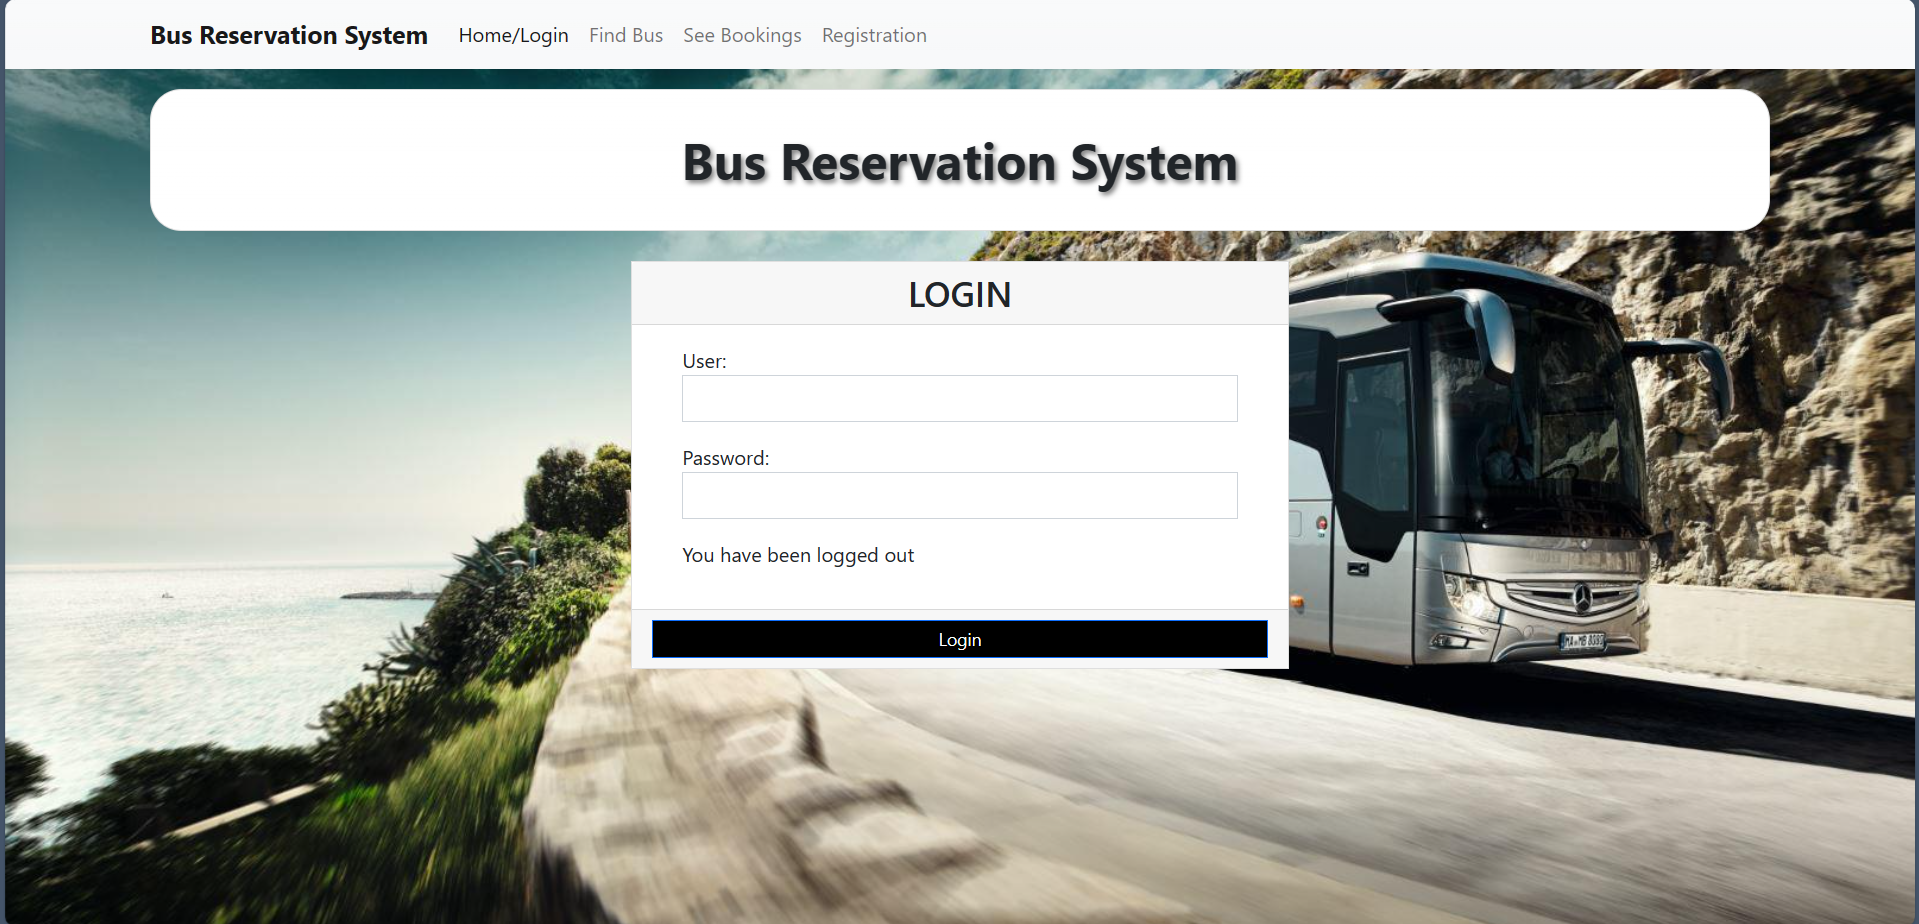 Bus Reservation System Home/Login Find Bus See Bookings Registration
Bus Reservation System
LOGIN
User:
Password:
You have been logged out
Login